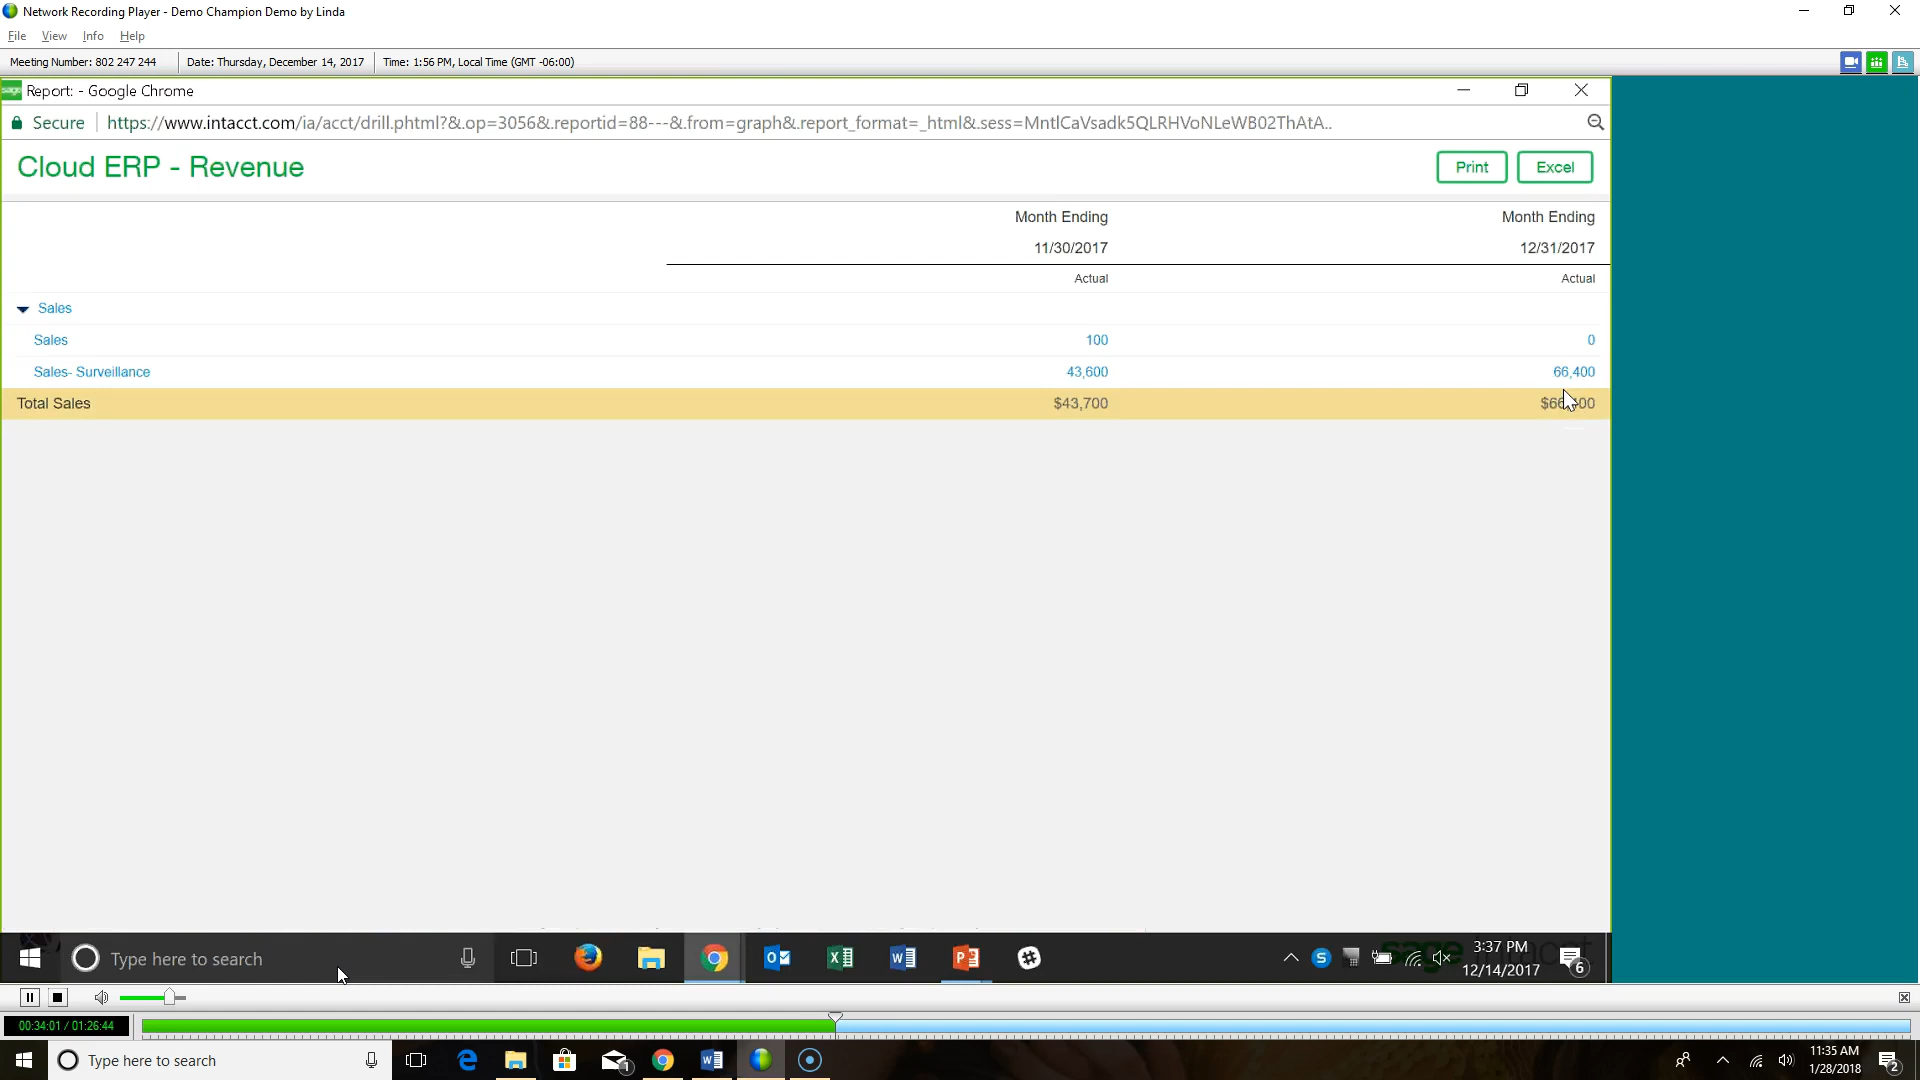 Network Recording Player - Demo Champion Demo by Linda
File View Info Help
Meeting Number: 802 247 244 Date: Thursday, December 14, 2017 Time: 1:56 PM, Local Time (GMT -06:00)
Report: - Google Chrome
Secure https://www.intacct.com/ia/acct/drill.phtml?&.op=3056&.reportid=88---&.from=graph&.report_format=_html&.sess=MntlCaVsadk5QLRHVoNLeWB02ThAtA..
Cloud ERP - Revenue Print Excel
Month Ending Month Ending
11/30/2017 12/31/2017
Actual Actual
Sales
Sales 100 0
Sales- Surveillance 43,600 66,400
Total Sales $43,700
Type here to search 3:37 PM
12/14/2017 6
00:34:01 / 01:26:44
Type here to search 1 11:35 AM
1/28/2018 2